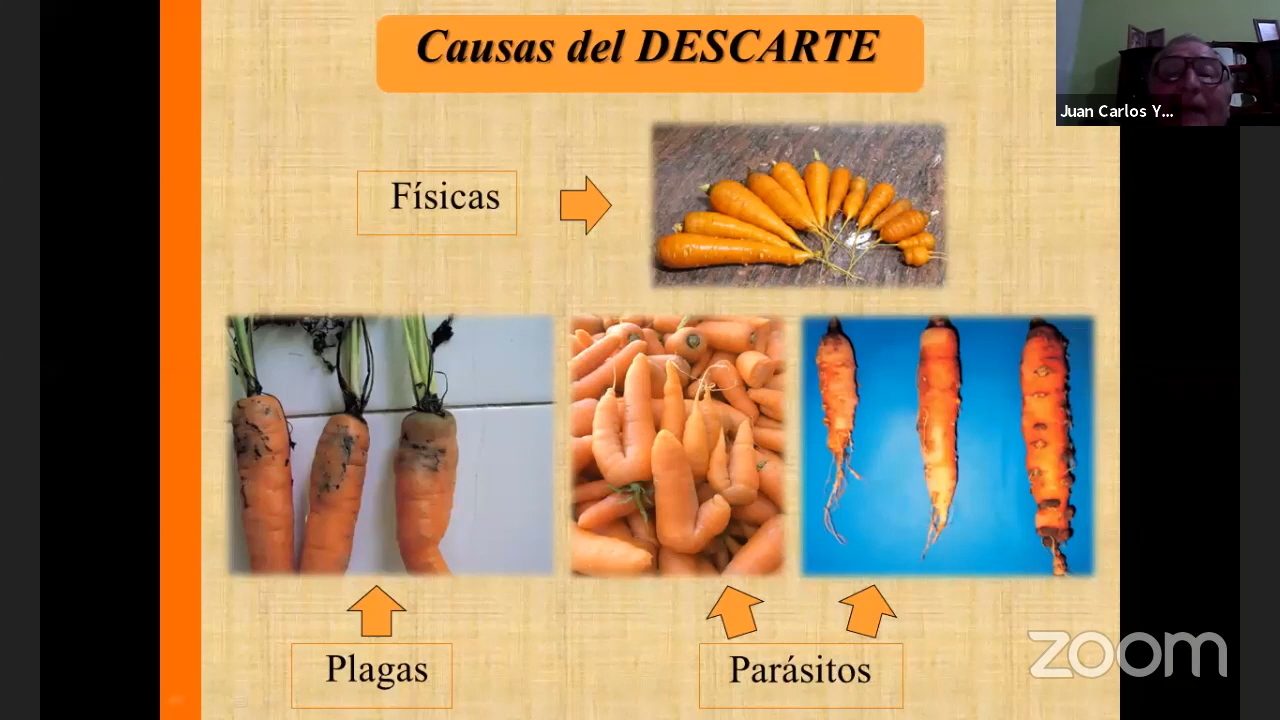 Causas del DESCARTE
Juan Carlos Y...
Físicas
Plagas
Parásitos
zoom